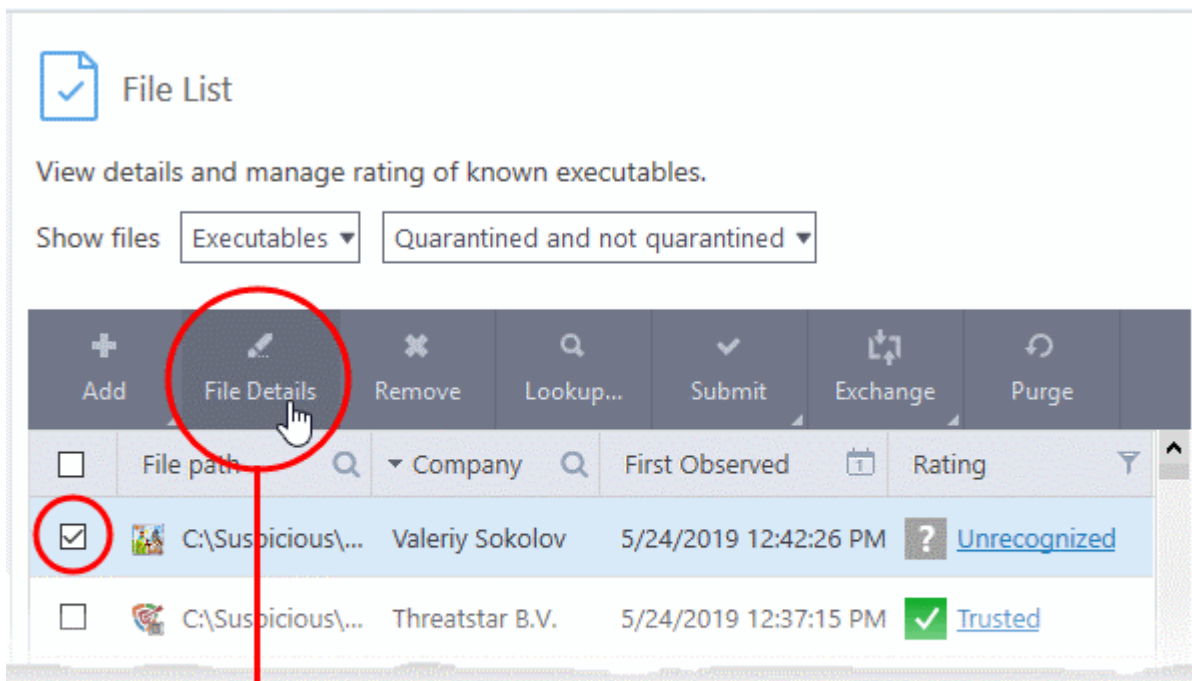 File List
View details and manage rating of known executables.
Show files Executables Quarantined and not quarantined
Add File Details Remove Lookup... Submit Exchange Purge
File path Company First Observed 1 Rating
C:\Suspicious\... Valeriy Sokolov 5/24/2019 12:42:26 PM ? Unrecognized
C:\Suspicious\... Threatstar B.V. 5/24/2019 12:37:15 PM Trusted